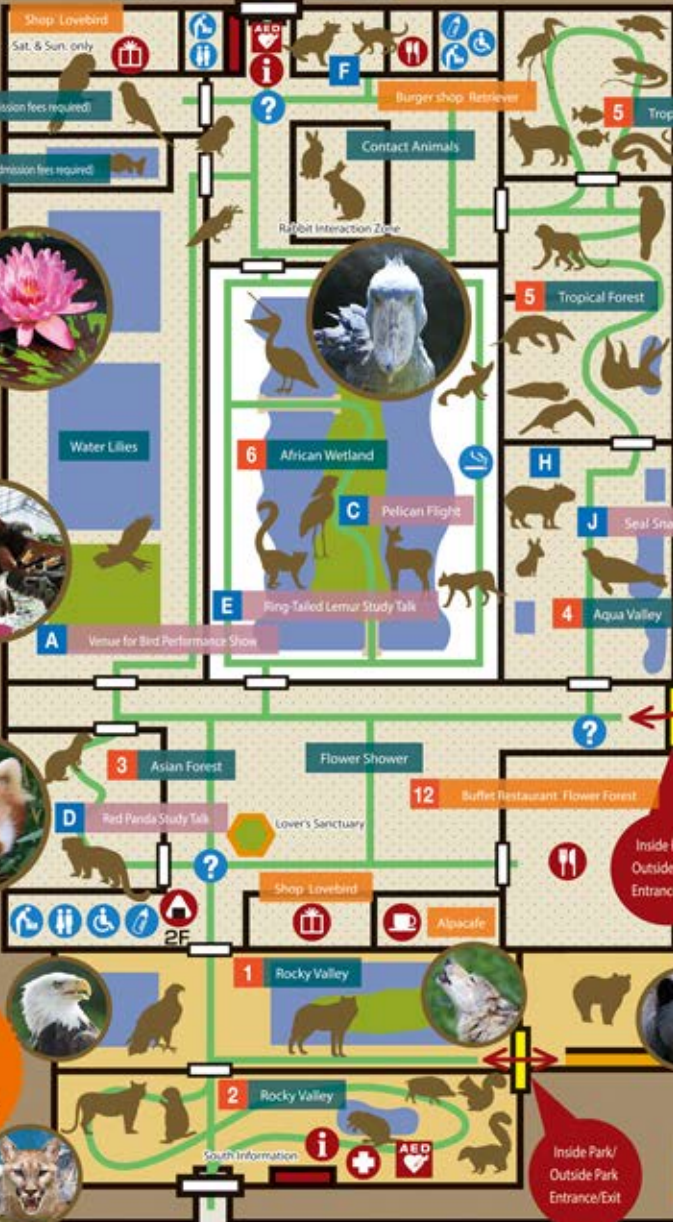 Shop Lovebird
Sat. & Sun. only
AED
i
F
?
Burger shop Retriever
5
fees required)
fees required)
Contact Animals
Rabbit Interaction Zone
5 Tropical Forest
Water Lilies
6 African Wetland
H
C Pelican Flight
J Seal
E Ring-Tailed Lemur Study Talk
4 Aqua Valley
A Venue for Bird Performance Show
?
3 Asian Forest
Flower Shower
12 Buffet Restaurant Flower Forest
D Red Panda Study Talk
Lover's Sanctuary
?
Inside
Outside
Shop Lovebird
Alpacafe
2F
1 Rocky Valley
2 Rocky Valley
South Information
i
AED
Inside Park/
Outside Park
Entrance/Exit